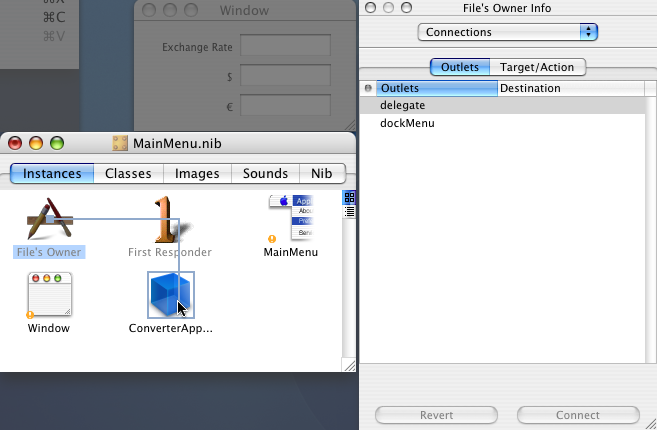 ⌘X
⌘C
⌘V
Window
Exchange Rate
$
€
File's Owner Info
Connections
Outlets
Target/Action
Outlets
Destination
delegate
dockMenu
Revert
Connect
MainMenu.nib
Instances
Classes
Images
Sounds
Nib
File's Owner
First Responder
MainMenu
Window
ConverterApp...